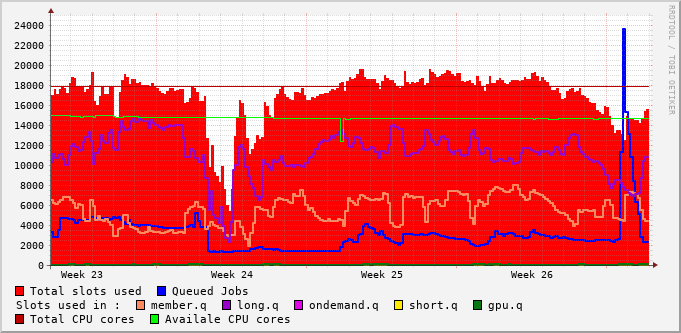 24000
22000
20000
18000
16000
14000
12000
10000
8000
6000
4000
2000
0
Week 23 Week 24 Week 25 Week 26
RRDTOOL / TOBI OETIKER
Total slots used Queued Jobs
Slots used in : member.q long.q ondemand.q short.q gpu.q
Total CPU cores Availale CPU cores